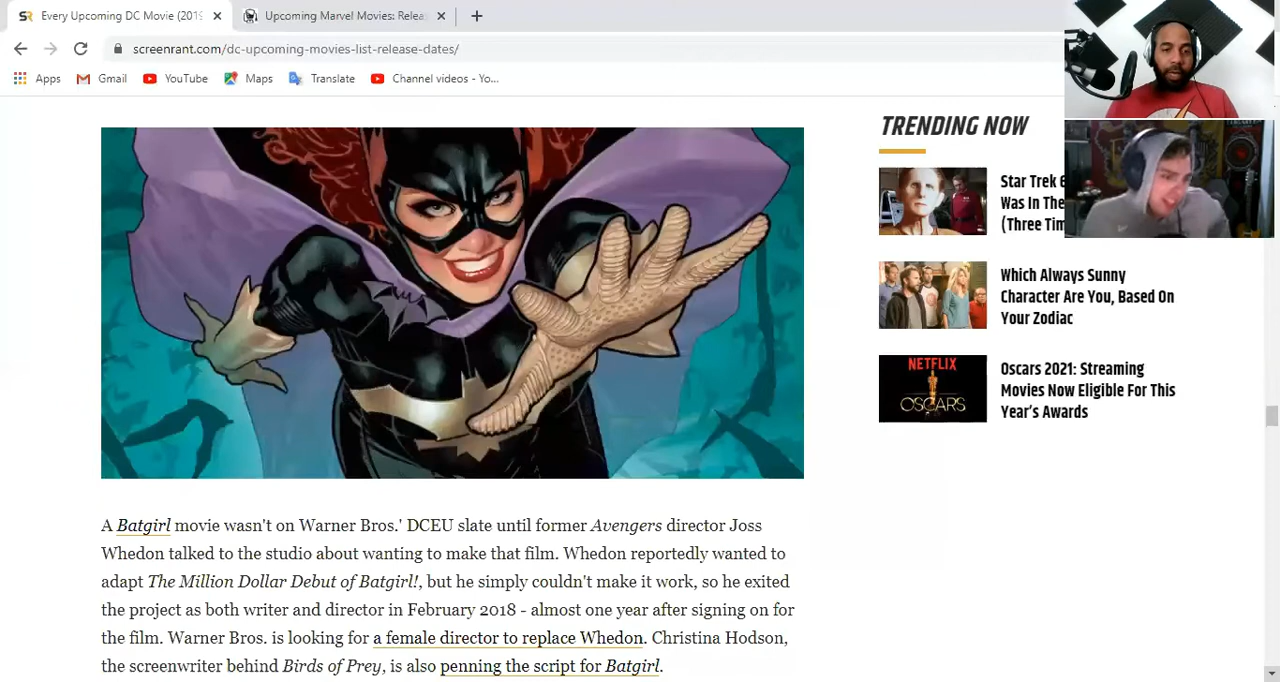 Every Upcoming DC Movie (2019
Upcoming Marvel Movies: Relea
screenrant.com/dc-upcoming-movies-list-release-dates/
Apps Gmail YouTube Maps Translate Channel videos - Yo...
TRENDING NOW
Star Trek
Was In The
(Three Tim
Which Always Sunny
Character Are You, Based On
Your Zodiac
NETFLIX
OSCARS
Oscars 2021: Streaming
Movies Now Eligible For This
Year's Awards
A Batgirl movie wasn't on Warner Bros.' DCEU slate until former Avengers director Joss
Whedon talked to the studio about wanting to make that film. Whedon reportedly wanted to
adapt The Million Dollar Debut of Batgirl!, but he simply couldn't make it work, so he exited
the project as both writer and director in February 2018 - almost one year after signing on for
the film. Warner Bros. is looking for a female director to replace Whedon. Christina Hodson,
the screenwriter behind Birds of Prey, is also penning the script for Batgirl.